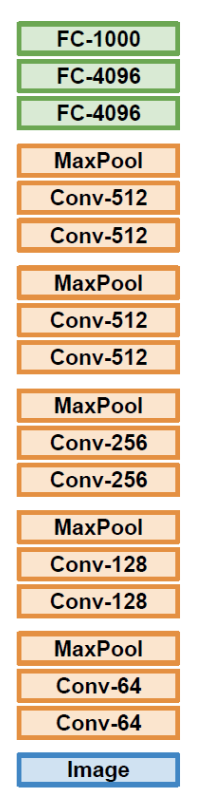 FC-1000
FC-4096
FC-4096
MaxPool
Conv-512
Conv-512
MaxPool
Conv-512
Conv-512
MaxPool
Conv-256
Conv-256
MaxPool
Conv-128
Conv-128
MaxPool
Conv-64
Conv-64
Image